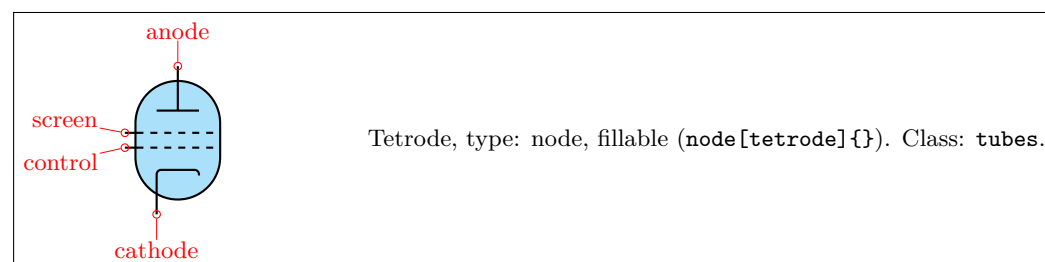 anode
screen
control
cathode
Tetrode, type: node, fillable (node[tetrode]{}). Class: tubes.